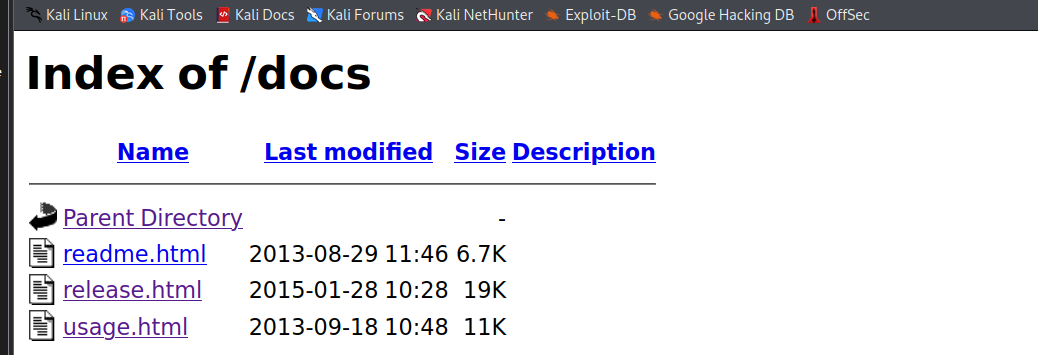 Kali Linux Kali Tools Kali Docs Kali Forums Kali NetHunter Exploit-DB Google Hacking DB OffSec
Index of /docs
Name Last modified Size Description
Parent Directory -
readme.html 2013-08-29 11:46 6.7K
release.html 2015-01-28 10:28 19K
usage.html 2013-09-18 10:48 11K